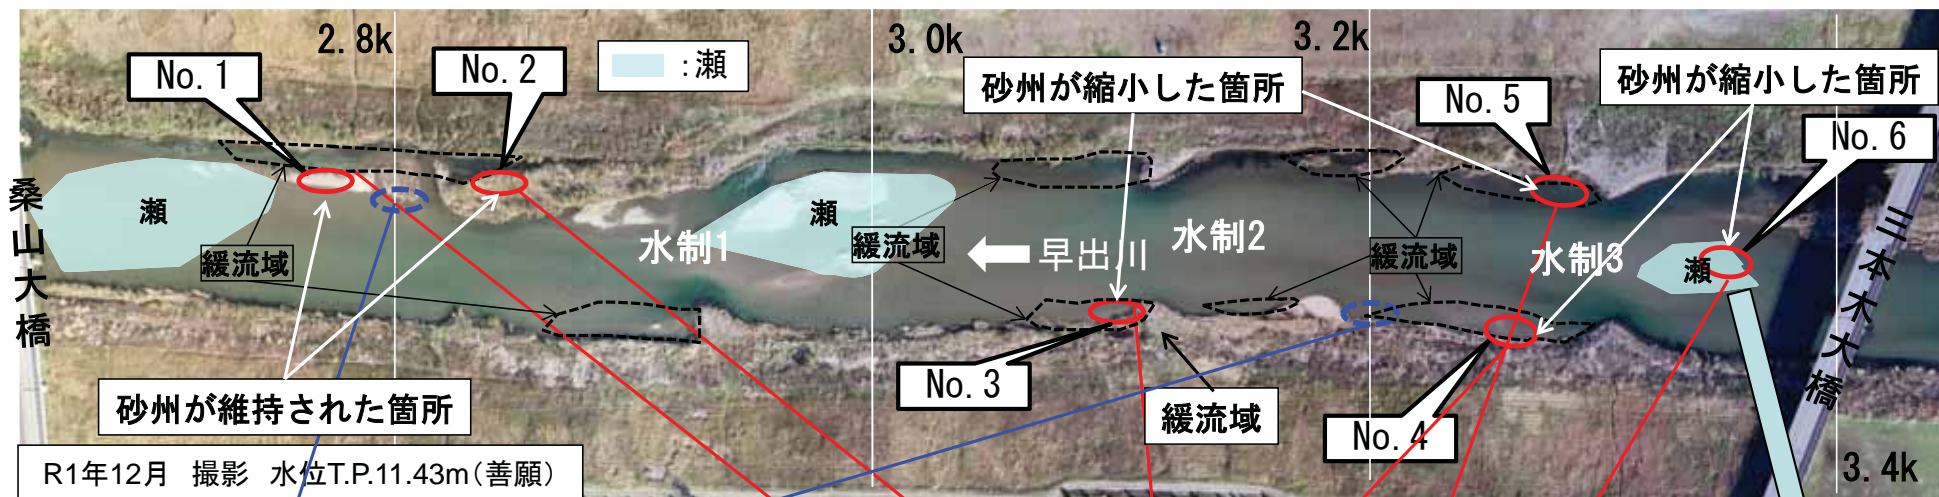 2.8k
3.0k
3.2k
No.1
No.2
：瀬
砂州が縮小した箇所
No.5
砂州が縮小した箇所
No.6
桑山大橋
瀬
緩流域
水制1
瀬
緩流域
早出川
水制2
緩流域
水制3
瀬
三本木大橋
砂州が維持された箇所
No.3
緩流域
No.4
R1年12月 撮影 水位T.P.11.43m(善願)
3.4k